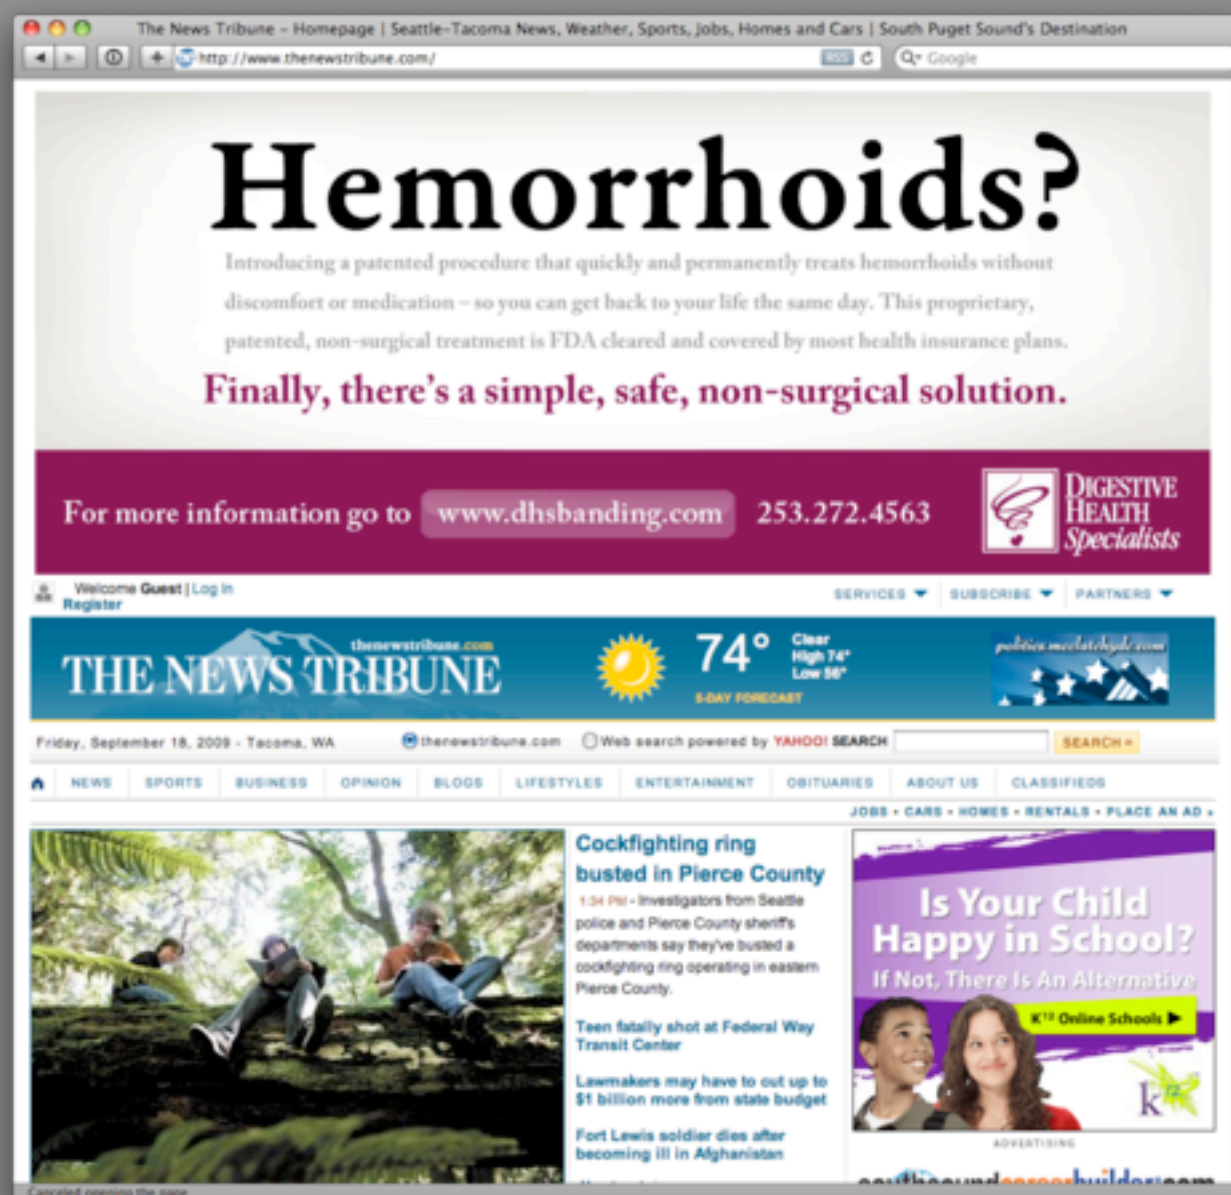 The News Tribune - Homepage | Seattle-Tacoma News, Weather, Sports, Jobs, Homes and Cars | South Puget Sound's Destination
http://www.thenewstribune.com/
RSS
Google
Hemorrhoids?
Introducing a patented procedure that quickly and permanently treats hemorrhoids without
discomfort or medication – so you can get back to your life the same day. This proprietary,
patented, non-surgical treatment is FDA cleared and covered by most health insurance plans.
Finally, there's a simple, safe, non-surgical solution.
For more information go to www.dhsbanding.com 253.272.4563
DIGESTIVE
HEALTH
Specialists
Welcome Guest | Log In
Register
SERVICES
SUBSCRIBE
PARTNERS
thenewstribune.com
THE NEWS TRIBUNE
74°
Clear
High 74°
Low 56°
5-DAY FORECAST
politics.mcclatchydc.com
Friday, September 18, 2009 - Tacoma, WA
thenewstribune.com
Web search powered by YAHOO! SEARCH
SEARCH »
NEWS SPORTS BUSINESS OPINION BLOGS LIFESTYLES ENTERTAINMENT OBITUARIES ABOUT US CLASSIFIEDS
JOBS • CARS • HOMES • RENTALS • PLACE AN AD »
Cockfighting ring
busted in Pierce County
1:34 PM - Investigators from Seattle
police and Pierce County sheriff's
departments say they've busted a
cockfighting ring operating in eastern
Pierce County.
Teen fatally shot at Federal Way
Transit Center
Lawmakers may have to cut up to
$1 billion more from state budget
Fort Lewis soldier dies after
becoming ill in Afghanistan
Is Your Child
Happy in School?
If Not, There Is An Alternative
K¹² Online Schools
k12
ADVERTISING
southsoundcareerbuilder.com
Canceled opening the page